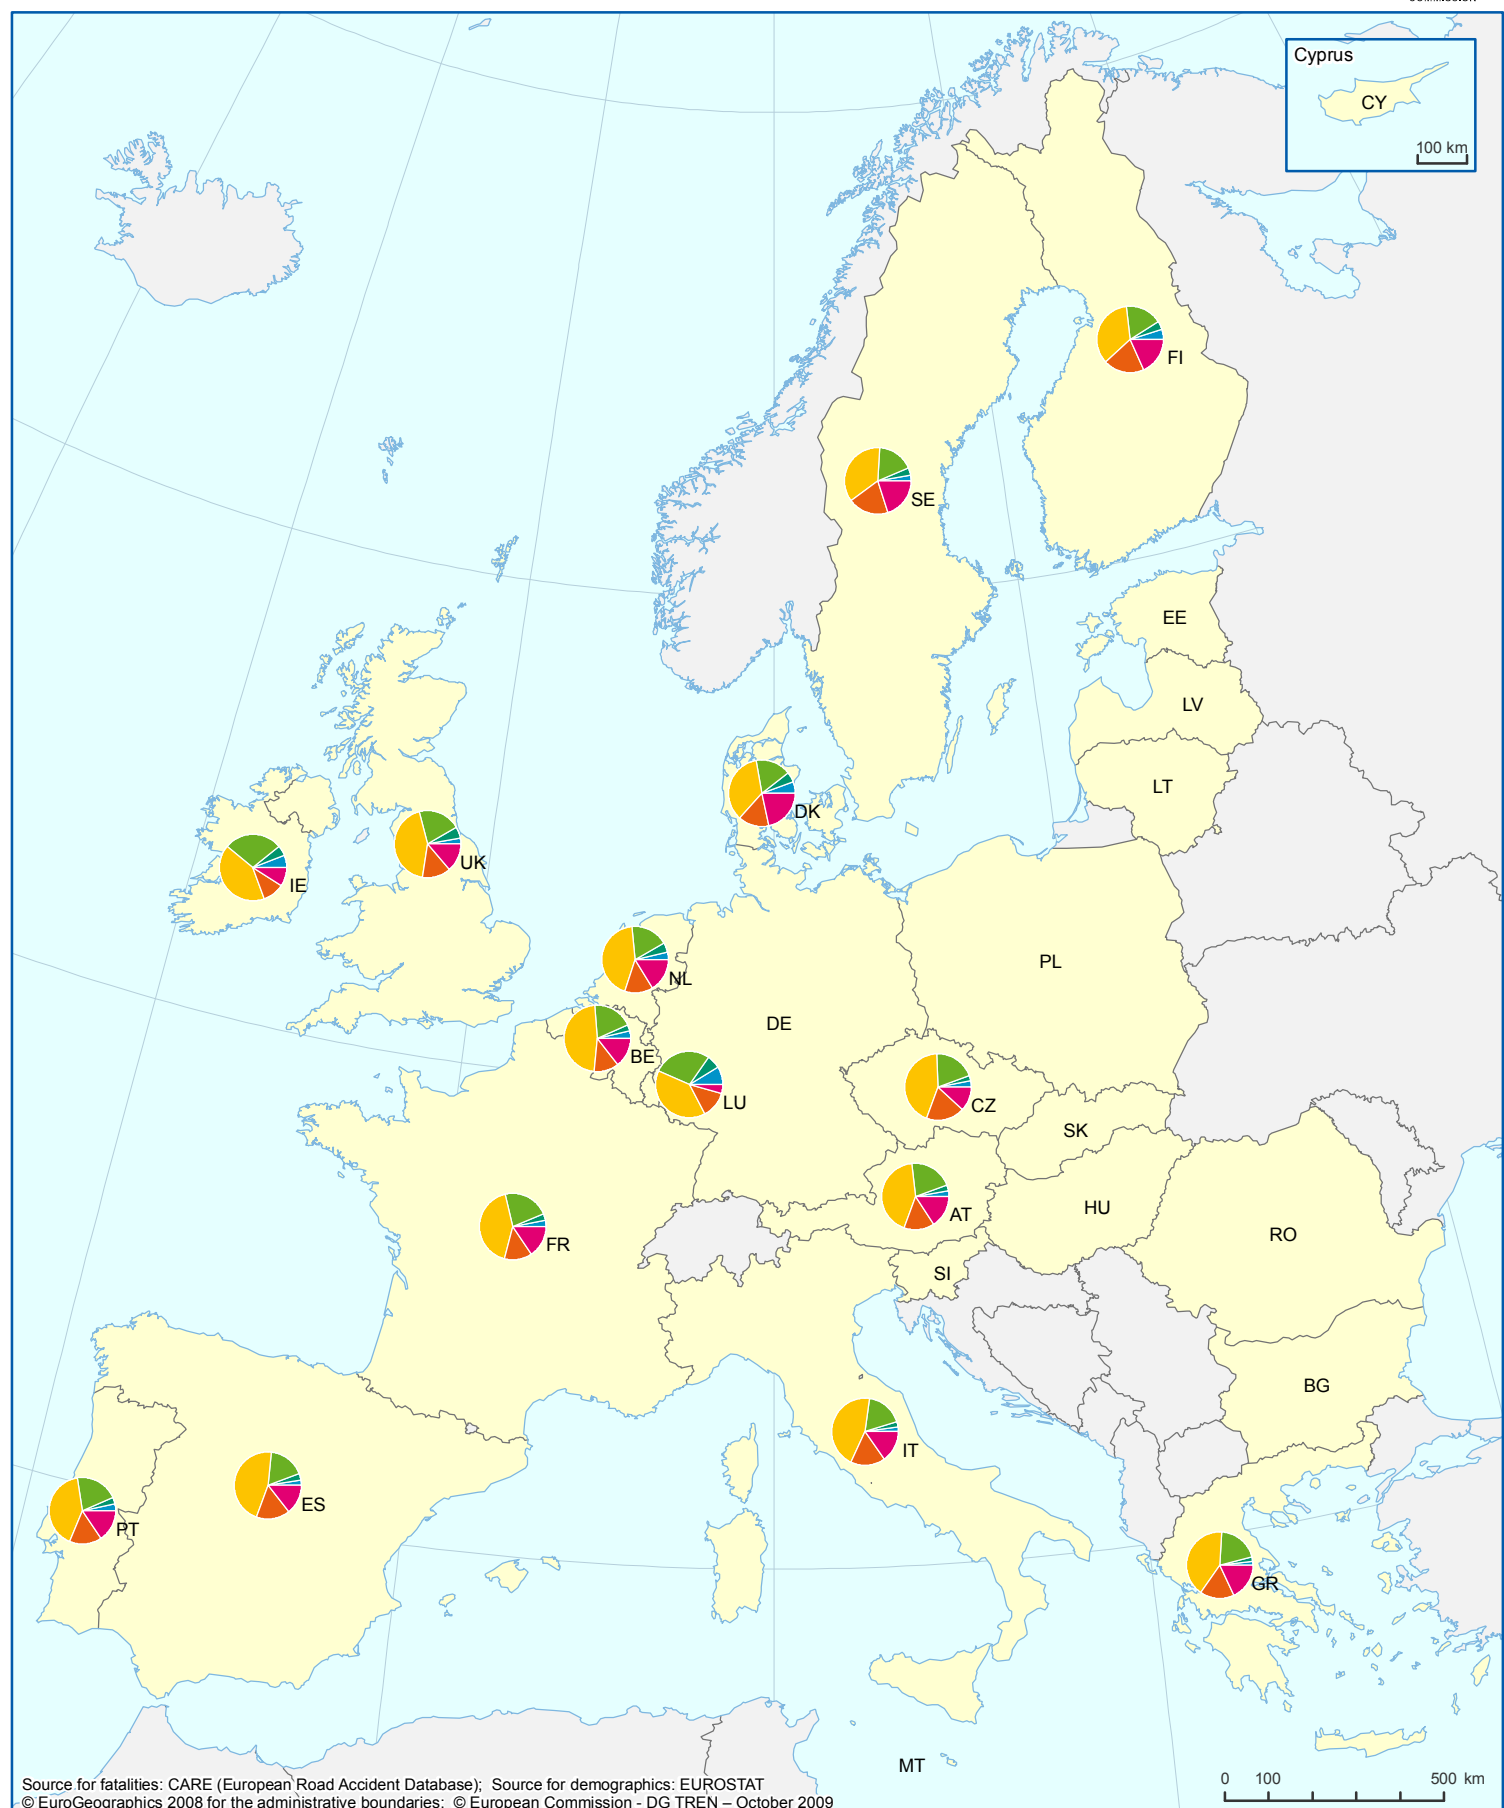 Cyprus
CY
100 km
FI
SE
EE
LV
LT
DK
UK
IE
NL
PL
DE
BE
LU
CZ
SK
AT
HU
FR
RO
SI
BG
IT
ES
PT
GR
MT
Source for fatalities: CARE (European Road Accident Database); Source for demographics: EUROSTAT
© EuroGeographics 2008 for the administrative boundaries; © European Commission - DG TREN – October 2009
0 100 500 km